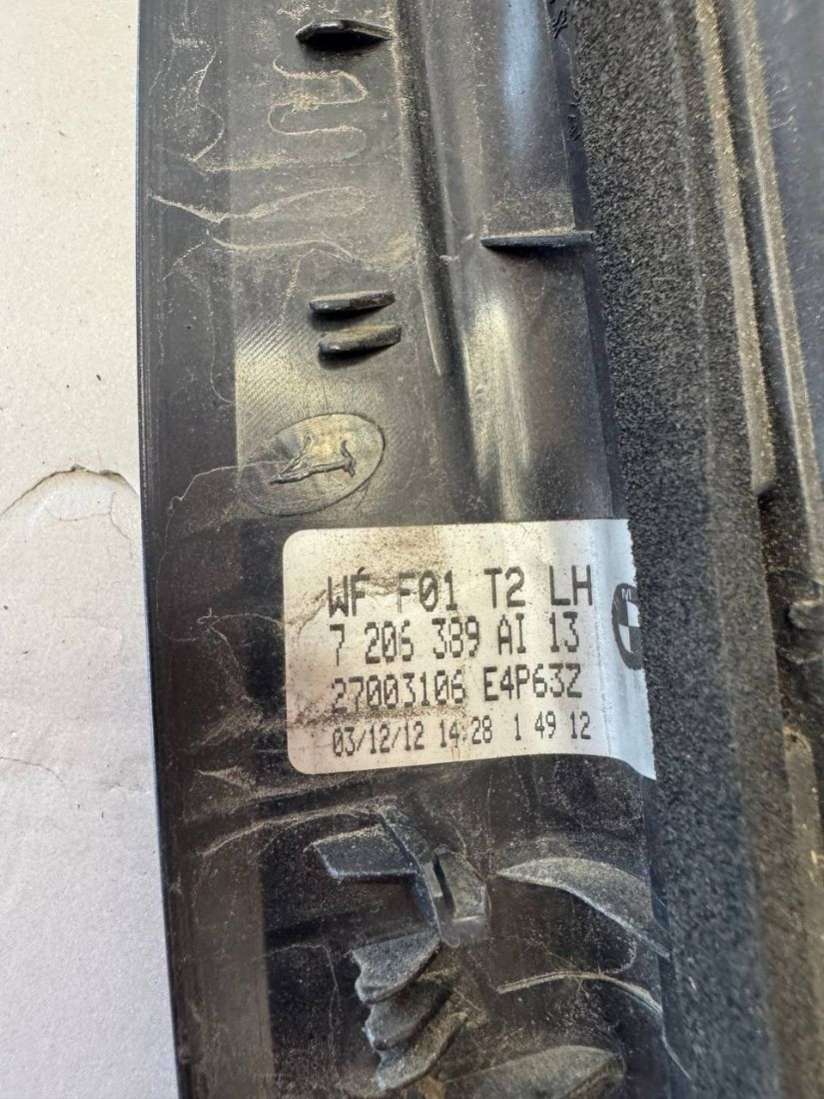 WF F01 T2 LH
7 206 389 AI 13
27003106 E4P63Z
03/12/12 14:28 1 49 12